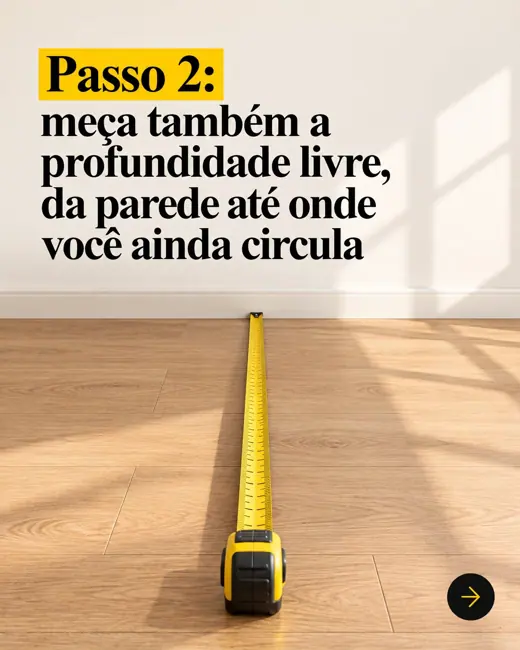 Passo 2:
meça também a
profundidade livre,
da parede até onde
você ainda circula